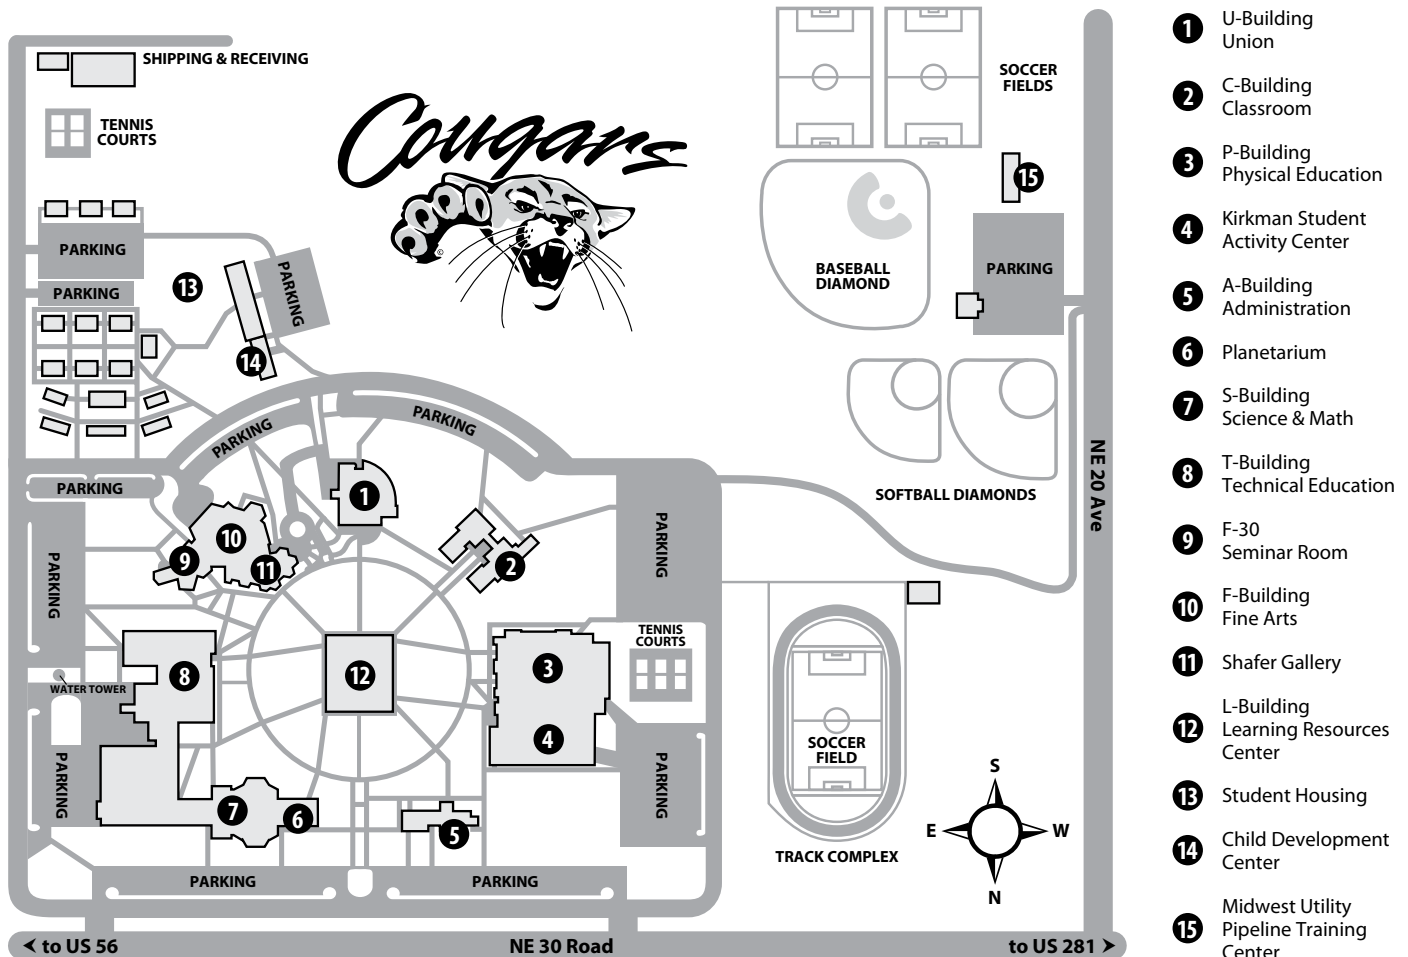 SHIPPING & RECEIVING
TENNIS
COURTS
Cougars
©
SOCCER
FIELDS
15
PARKING
PARKING
PARKING
13
14
BASEBALL
DIAMOND
PARKING
PARKING
PARKING
PARKING
SOFTBALL DIAMONDS
NE 20 Ave
1
10
9
11
2
PARKING
PARKING
TENNIS
COURTS
3
8
12
WATER TOWER
4
PARKING
PARKING
SOCCER
FIELD
7
6
5
TRACK COMPLEX
S
E
W
N
PARKING
PARKING
to US 56
NE 30 Road
to US 281
1 U-Building
Union
2 C-Building
Classroom
3 P-Building
Physical Education
4 Kirkman Student
Activity Center
5 A-Building
Administration
6 Planetarium
7 S-Building
Science & Math
8 T-Building
Technical Education
9 F-30
Seminar Room
10 F-Building
Fine Arts
11 Shafer Gallery
12 L-Building
Learning Resources
Center
13 Student Housing
14 Child Development
Center
15 Midwest Utility
Pipeline Training
Center